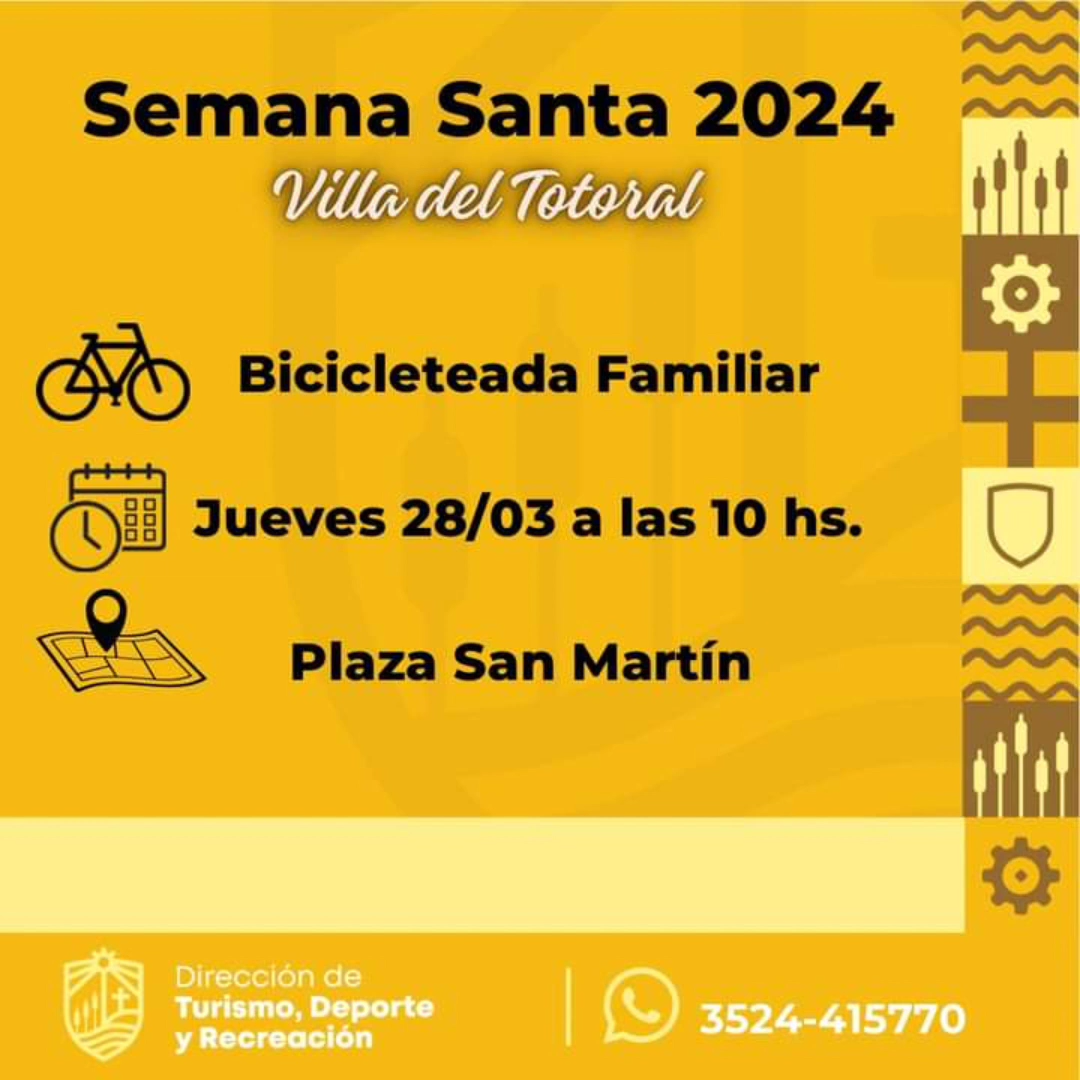 Semana Santa 2024
Villa del Totoral
Bicicleteada Familiar
Jueves 28/03 a las 10 hs.
Plaza San Martín
Dirección de
Turismo, Deporte
y Recreación
3524-415770